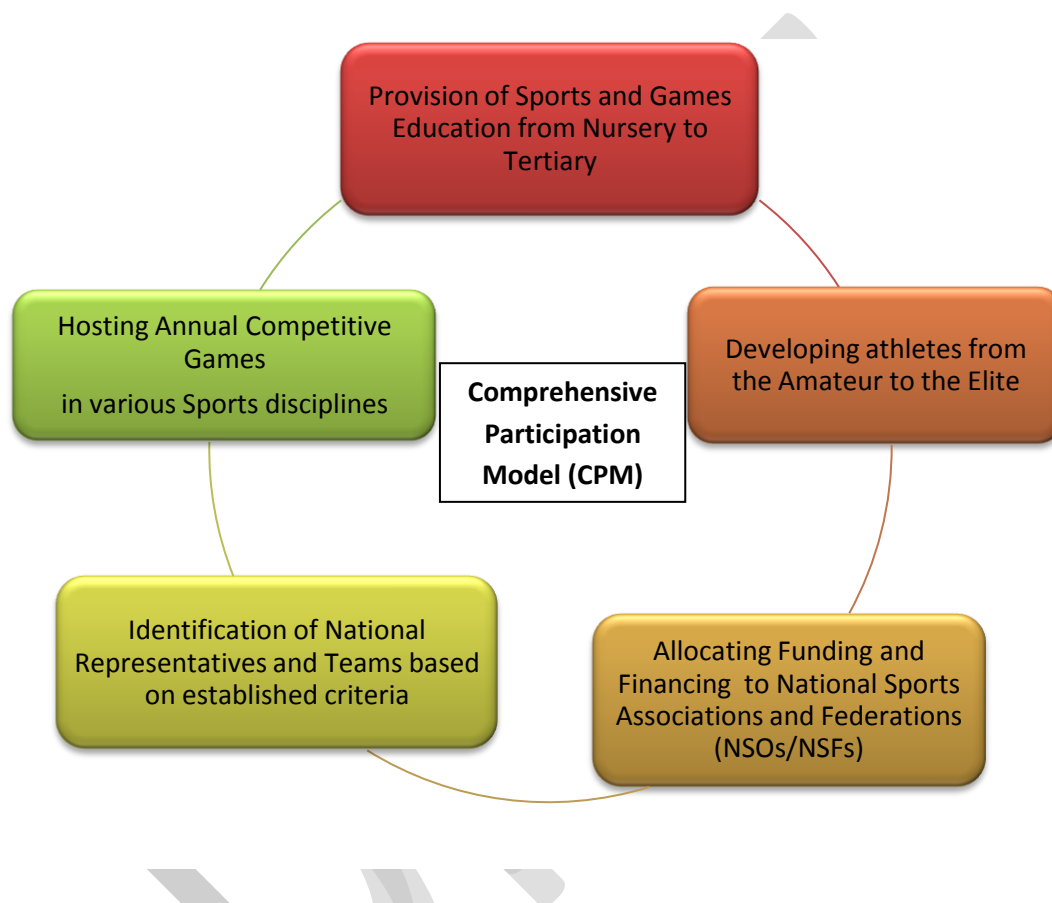 Provision of Sports and Games
Education from Nursery to
Tertiary
Hosting Annual Competitive
Games
in various Sports disciplines
Comprehensive
Participation
Model (CPM)
Developing athletes from
the Amateur to the Elite
Identification of National
Representatives and Teams based
on established criteria
Allocating Funding and
Financing to National Sports
Associations and Federations
(NSOs/NSFs)